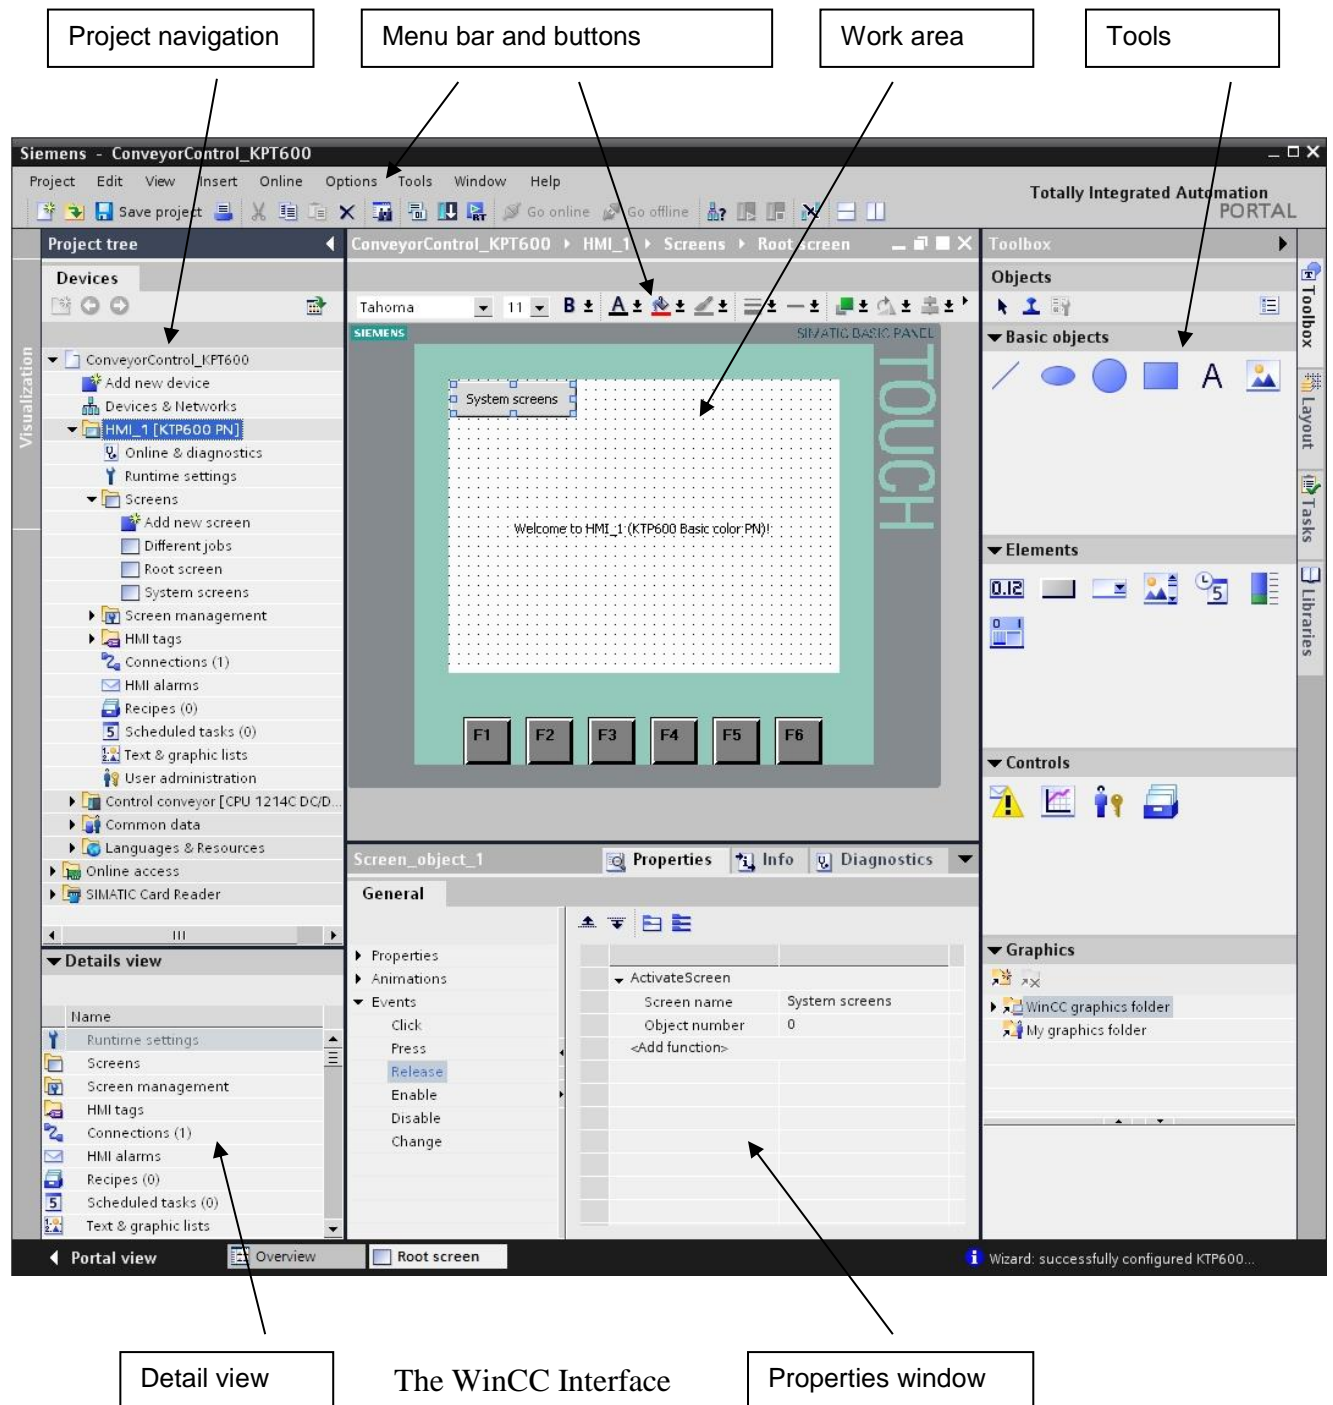 Project navigation
Menu bar and buttons
Work area
Tools
Siemens - ConveyorControl_KPT600
Project Edit View Insert Online Options Tools Window Help
Totally Integrated Automation
PORTAL
Save project Go online Go offline
Project tree
ConveyorControl_KPT600 HMI_1 Screens Root screen
Toolbox
Devices
Objects
Tahoma 11 B A
Visualization
ConveyorControl_KPT600
Add new device
Devices & Networks
HMI_1 [KTP600 PN]
Online & diagnostics
Runtime settings
Screens
Add new screen
Different jobs
Root screen
System screens
Screen management
HMI tags
Connections (1)
HMI alarms
Recipes (0)
Scheduled tasks (0)
Text & graphic lists
User administration
Control conveyor [CPU 1214C DC/D...
Common data
Languages & Resources
Online access
SIMATIC Card Reader
SIEMENS
SIMATIC BASIC PANEL
TOUCH
System screens
Welcome to HMI_1 (KTP600 Basic color PN)!
F1 F2 F3 F4 F5 F6
Basic objects
A
Elements
0.12
5
0 1
Controls
Graphics
WinCC graphics folder
My graphics folder
Toolbox
Layout
Tasks
Libraries
Details view
Name
Runtime settings
Screens
Screen management
HMI tags
Connections (1)
HMI alarms
Recipes (0)
Scheduled tasks (0)
Text & graphic lists
Screen_object_1
Properties Info Diagnostics
General
Properties
Animations
Events
Click
Press
Release
Enable
Disable
Change
ActivateScreen
Screen name System screens
Object number 0
<Add function>
Portal view Overview Root screen
Wizard: successfully configured KTP600...
Detail view
The WinCC Interface
Properties window